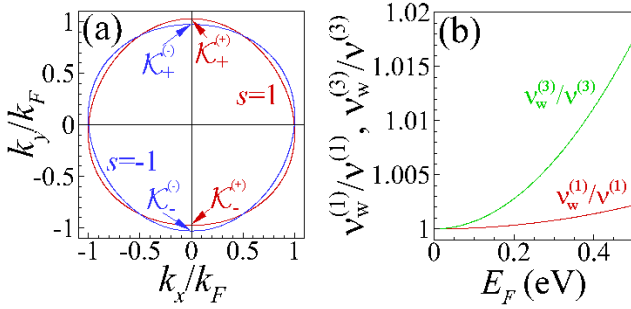 (a)
1
0.5
0
-0.5
-1
k_y/k_F
𝒦_+^(-)
𝒦_+^(+)
s=1
s=-1
𝒦_-^(-)
𝒦_-^(+)
-1 -0.5 0 0.5 1
k_x/k_F
(b)
1.02
1.015
1.01
1.005
1
ν_w^(1)/ν^(1) , ν_w^(3)/ν^(3)
ν_w^(3)/ν^(3)
ν_w^(1)/ν^(1)
0 0.2 0.4
E_F (eV)